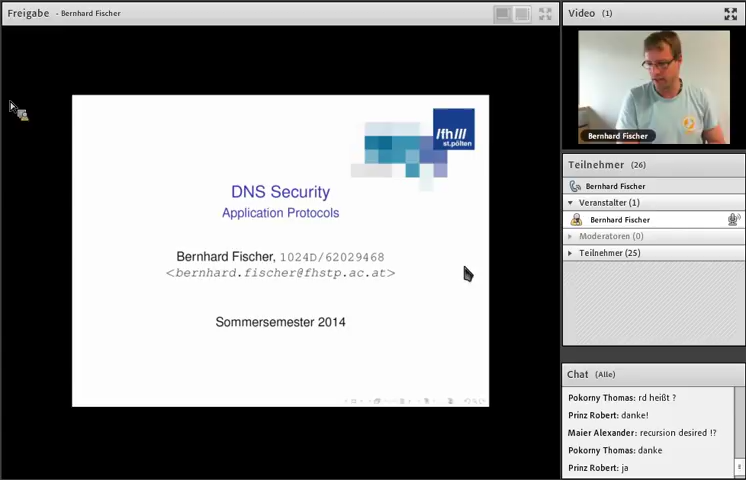 Freigabe - Bernhard Fischer
/fh///
st.pölten
DNS Security
Application Protocols
Bernhard Fischer, 1024D/62029468
<bernhard.fischer@fhstp.ac.at>
Sommersemester 2014
Video (1)
Bernhard Fischer
Teilnehmer (26)
Bernhard Fischer
Veranstalter (1)
Bernhard Fischer
Moderatoren (0)
Teilnehmer (25)
Chat (Alle)
Pokorny Thomas: rd heißt ?
Prinz Robert: danke!
Maier Alexander: recursion desired !?
Pokorny Thomas: danke
Prinz Robert: ja